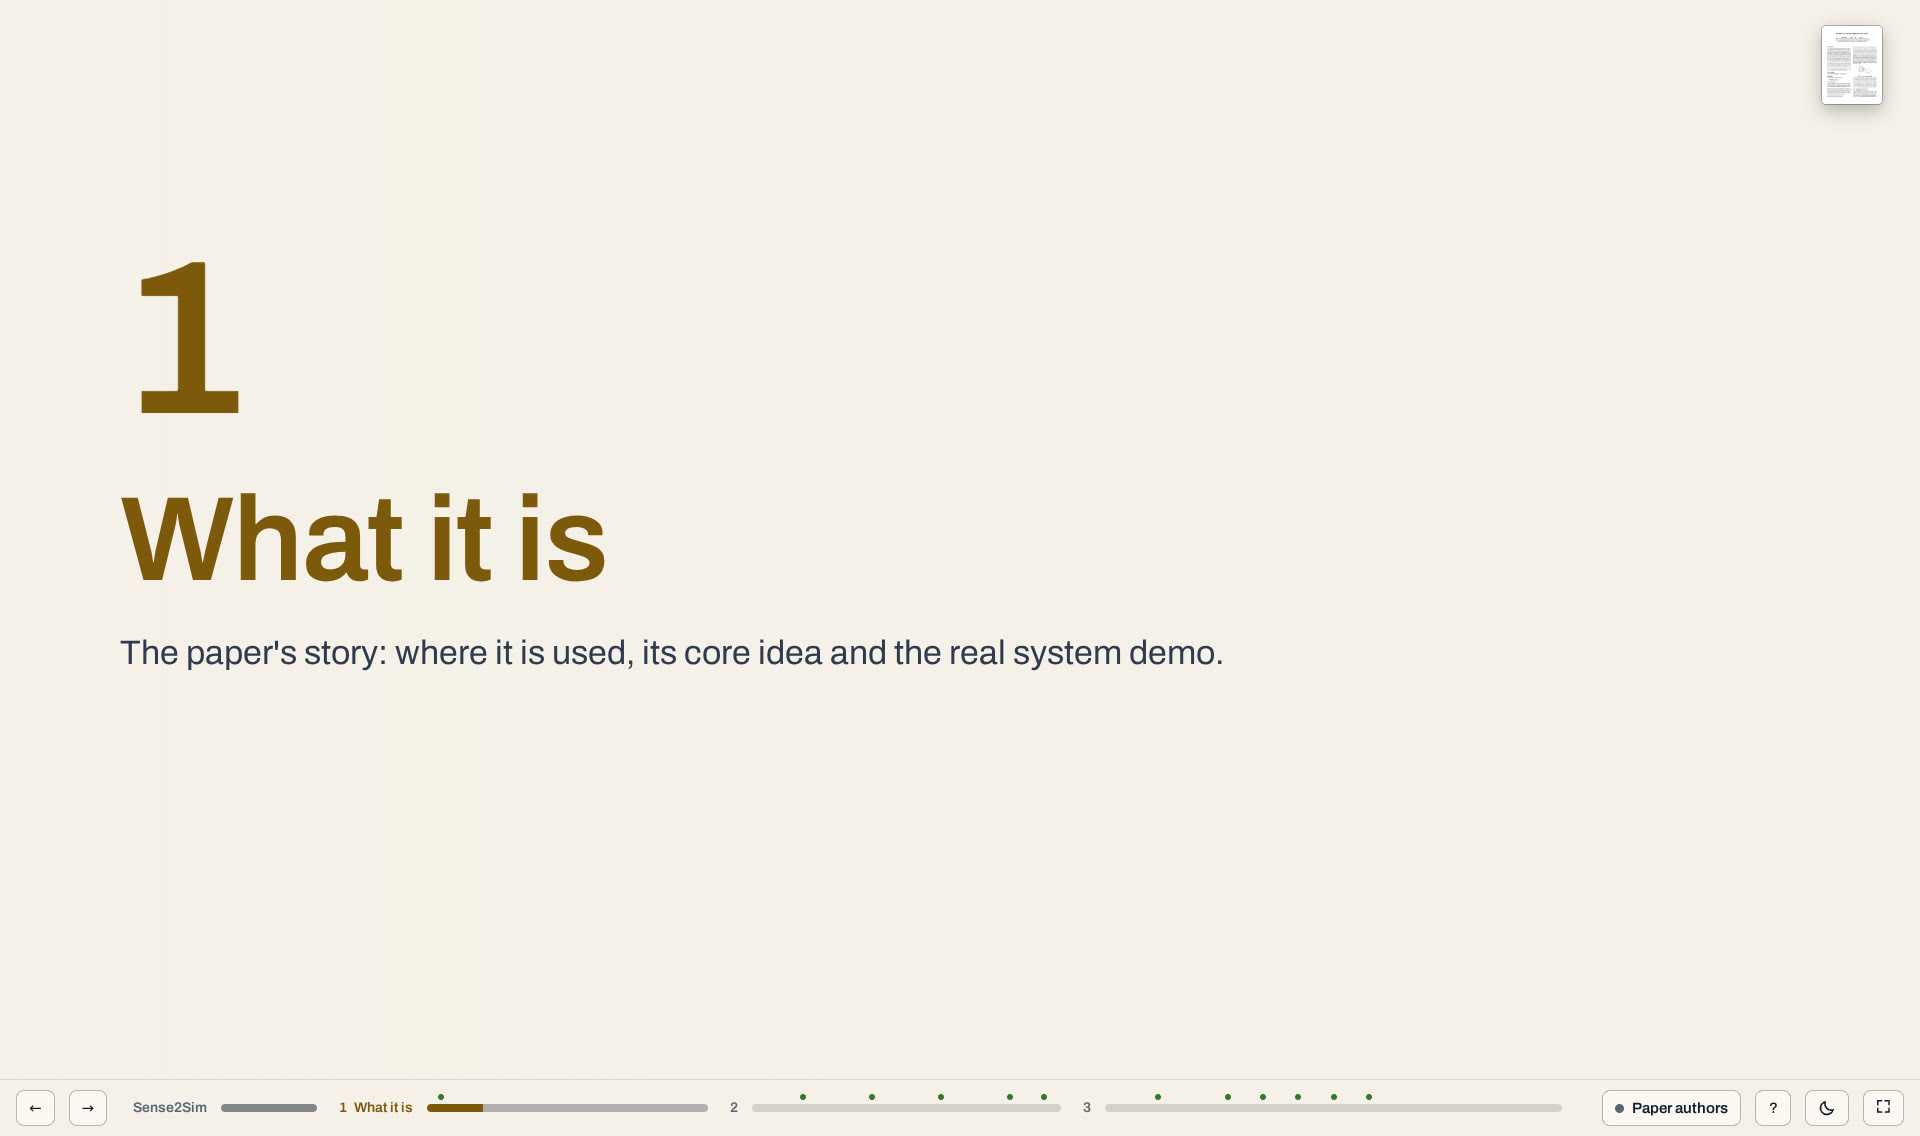 1
What it is
The paper's story: where it is used, its core idea and the real system demo.
← → Sense2Sim 1 What it is 2 3 Paper authors ?